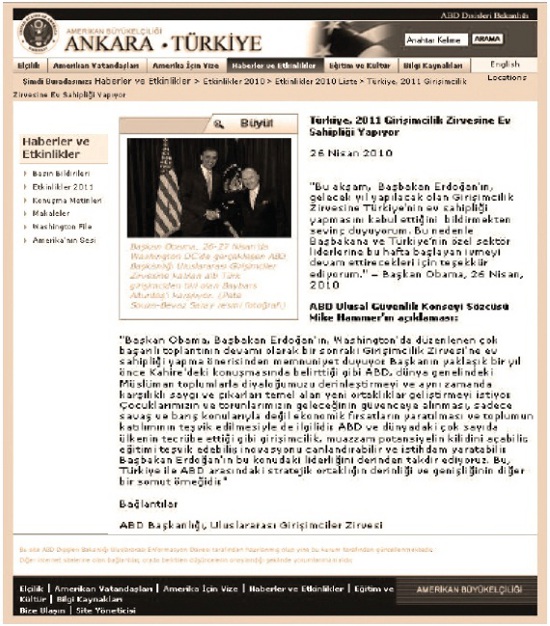 ABD Dışişleri Bakanlığı
AMERİKAN BÜYÜKELÇİLİĞİ
ANKARA • TÜRKİYE
Anahtar Kelime ARAMA
Elçilik Amerikan Vatandaşları Amerika İçin Vize Haberler ve Etkinlikler Eğitim ve Kültür Bilgi Kaynakları English
Şimdi Buradasınız: Haberler ve Etkinlikler > Etkinlikler 2010 > Etkinlikler 2010 Liste > Türkiye, 2011 Girişimcilik Locations
Zirvesine Ev Sahipliği Yapıyor
Haberler ve
Etkinlikler
Basın Bildirileri
Etkinlikler 2011
Konuşma Metinleri
Makaleler
Washington File
Amerika'nın Sesi
Büyüt
Başkan Obama, 26-27 Nisan'da
Washington DC'de gerçekleşen ABD
Başkanlığı Uluslararası Girişimciler
Zirvesine katılan altı Türk
girişimciden biri olan Baybars
Altuntaş'ı kutluyor. (Pete
Souza-Beyaz Saray resmi fotoğrafı)
Türkiye, 2011 Girişimcilik Zirvesine Ev
Sahipliği Yapıyor
26 Nisan 2010
"Bu akşam, Başbakan Erdoğan'ın,
gelecek yıl yapılacak olan Girişimcilik
Zirvesine Türkiye'nin ev sahipliği
yapmasını kabul ettiğini bildirmekten
sevinç duyuyorum. Bu nedenle
Başbakana ve Türkiye'nin özel sektör
liderlerine bu hafta başlayan ivmeyi
devam ettirecekleri için teşekkür
ediyorum." – Başkan Obama, 26 Nisan,
2010
ABD Ulusal Güvenlik Konseyi Sözcüsü
Mike Hammer'ın açıklaması:
"Başkan Obama, Başbakan Erdoğan'ın, Washington'da düzenlenen çok
başarılı toplantının devamı olarak bir sonraki Girişimcilik Zirvesi'ne ev
sahipliği yapma önerisinden memnuniyet duyuyor. Başkanın yaklaşık bir yıl
önce Kahire'deki konuşmasında belirttiği gibi ABD, dünya genelindeki
Müslüman toplumlarla diyaloğumuzu derinleştirmeyi ve aynı zamanda
karşılıklı saygı ve çıkarları temel alan yeni ortaklıklar geliştirmeyi istiyor.
Çocuklarımızın ve torunlarımızın geleceğinin güvenceye alınması, sadece
savaş ve barış konularıyla değil ekonomik fırsatların yaratılması ve toplumun
katılımının teşvik edilmesiyle de ilgilidir. ABD ve dünyadaki çok sayıda
ülkenin tecrübe ettiği gibi girişimcilik, muazzam potansiyelin kilidini açabilir,
eğitimi teşvik edebilir, inovasyonu canlandırabilir ve istihdam yaratabilir.
Başbakan Erdoğan'ın bu konudaki liderliğini derinden takdir ediyoruz. Bu,
Türkiye ile ABD arasındaki stratejik ortaklığın derinliği ve genişliğinin diğer
bir somut örneğidir."
Bağlantılar
ABD Başkanlığı, Uluslararası Girişimciler Zirvesi
Elçilik | Amerikan Vatandaşları | Amerika İçin Vize | Haberler ve Etkinlikler | Eğitim ve
Kültür | Bilgi Kaynakları
Bize Ulaşın | Site Yöneticisi
AMERİKAN BÜYÜKELÇİLİĞİ